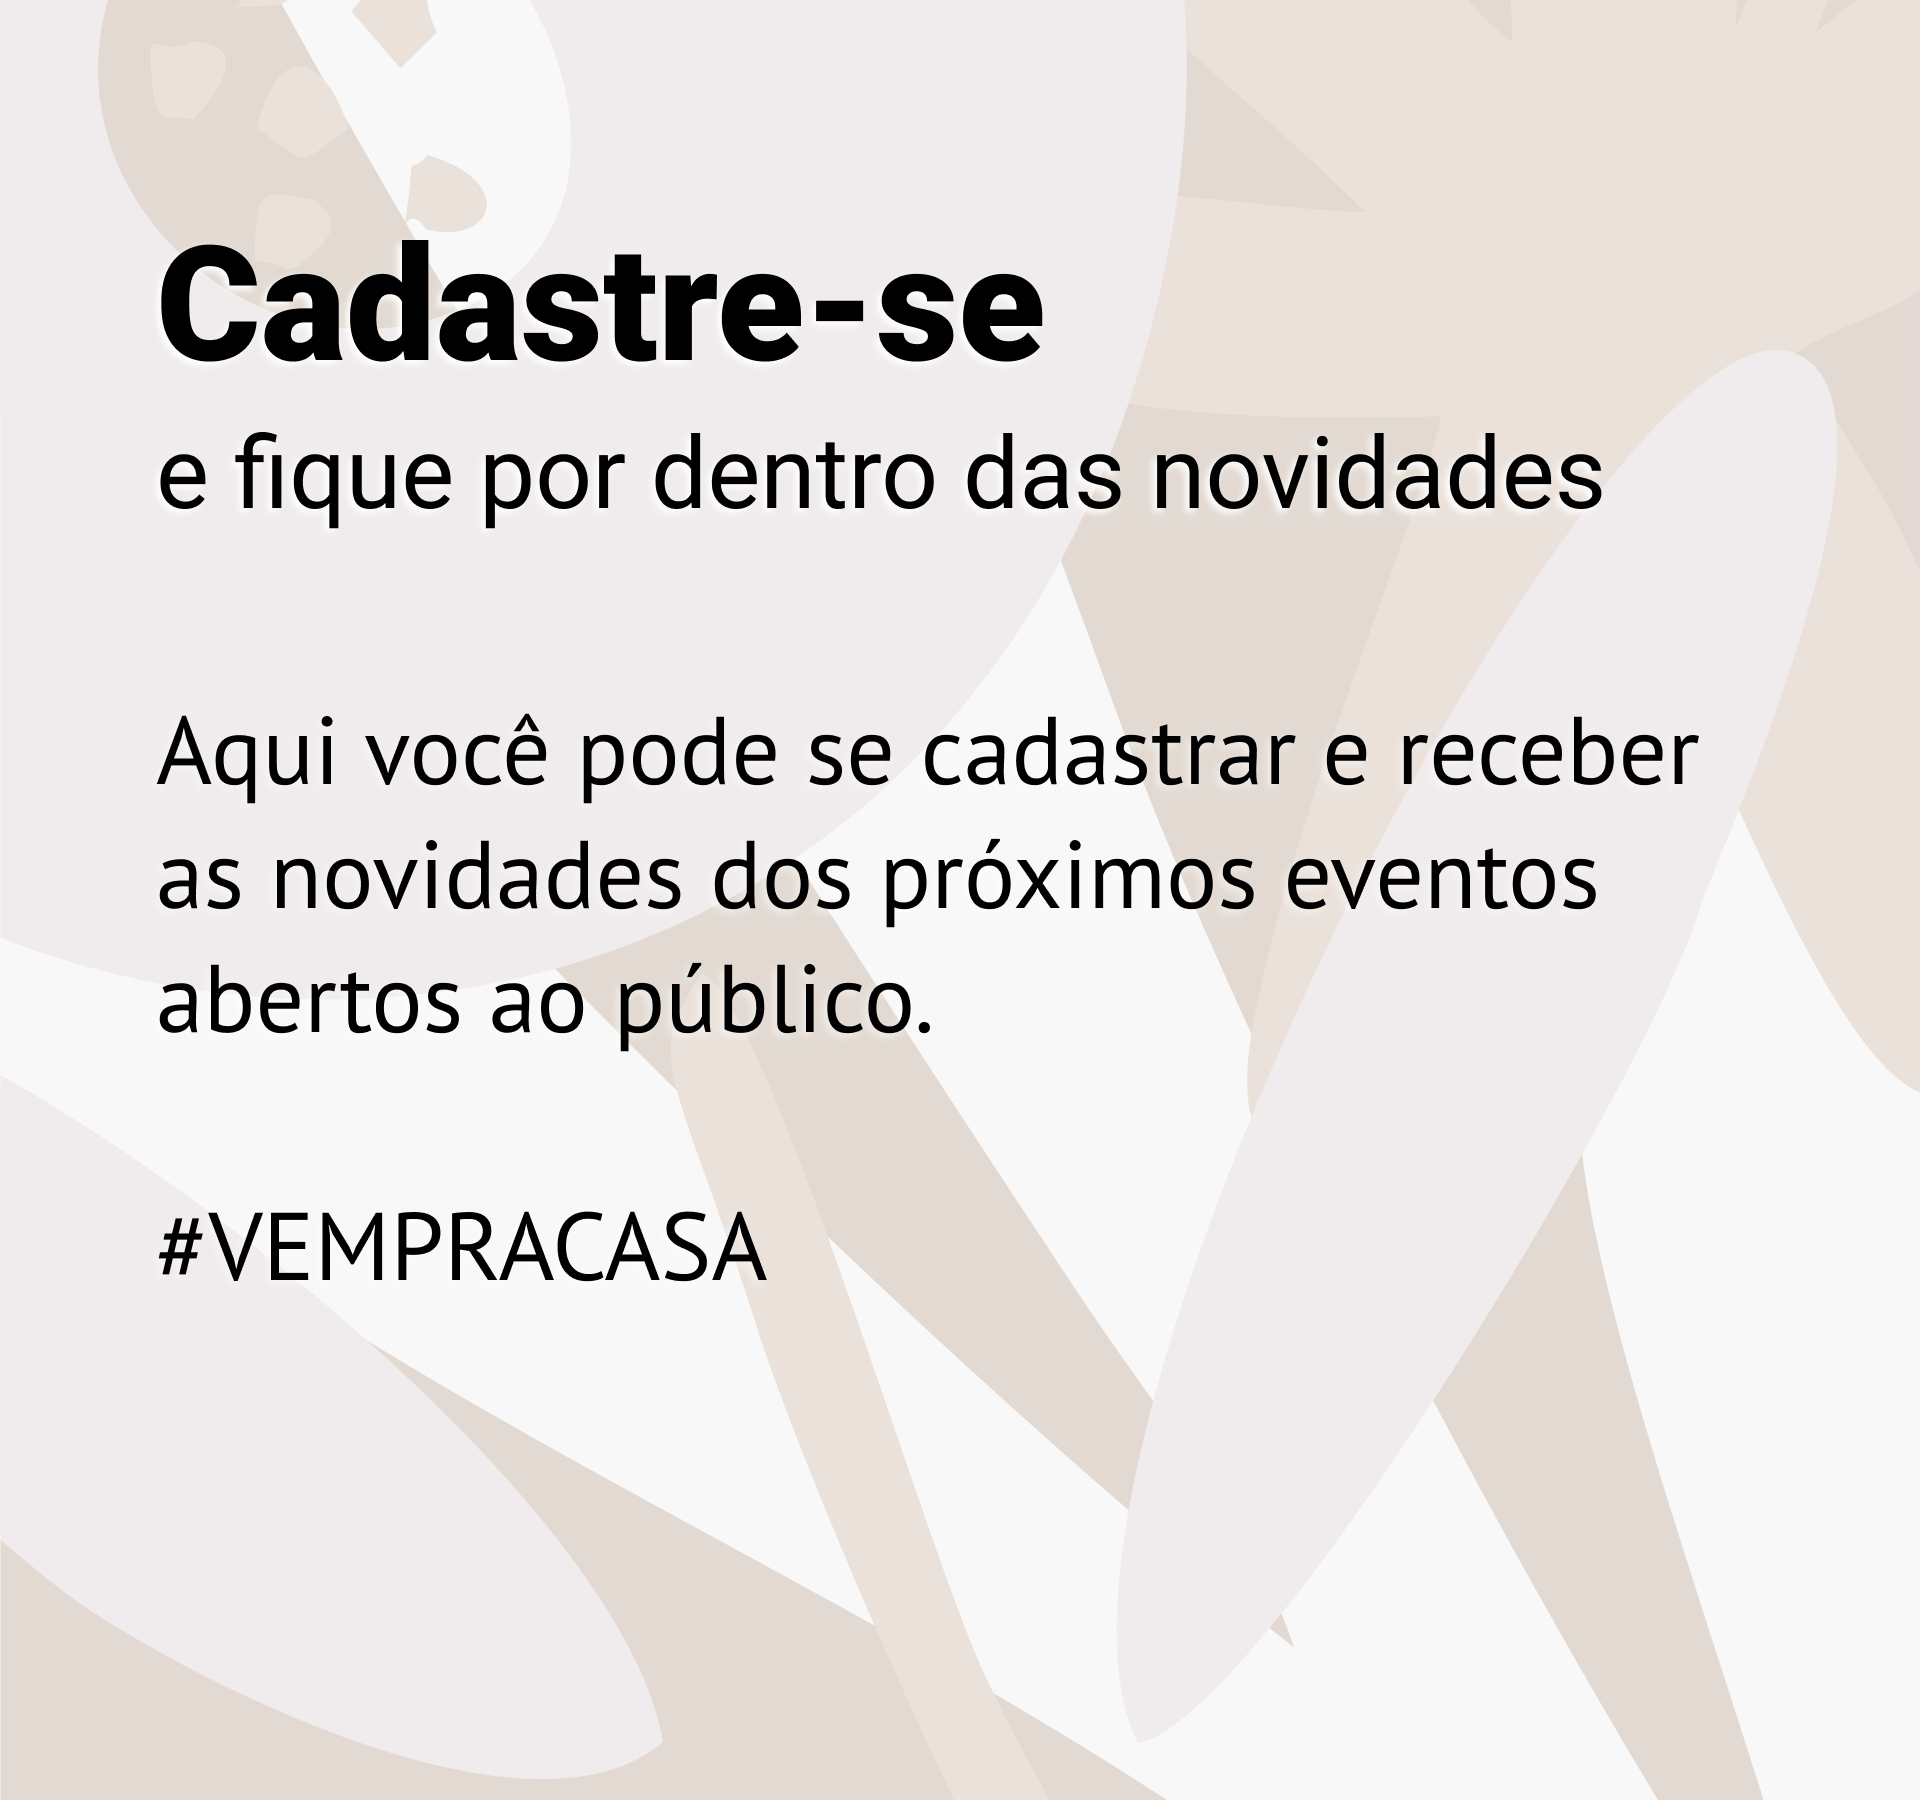 Cadastre-se
e fique por dentro das novidades
Aqui você pode se cadastrar e receber
as novidades dos próximos eventos
abertos ao público.
#VEMPRACASA